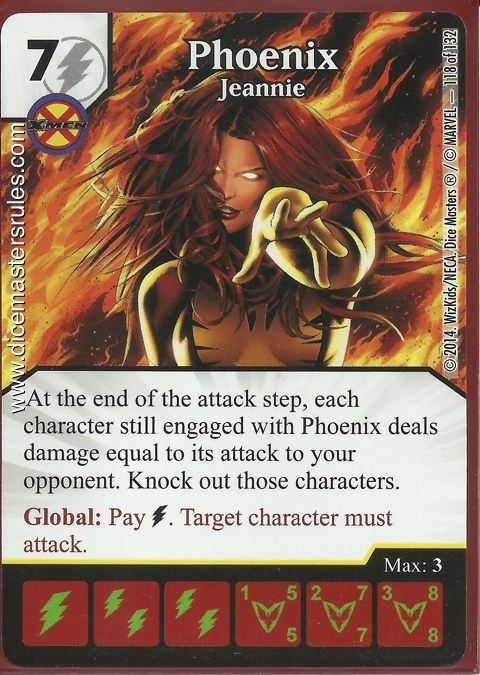 7
Phoenix
Jeannie
X-MEN
www.dicemastersrules.com
© 2014. WizKids/NECA. Dice Masters ® / © MARVEL — 118 of 132
At the end of the attack step, each
character still engaged with Phoenix deals
damage equal to its attack to your
opponent. Knock out those characters.
Global: Pay . Target character must
attack.
Max: 3
1 5 5
2 7 7
3 8 8